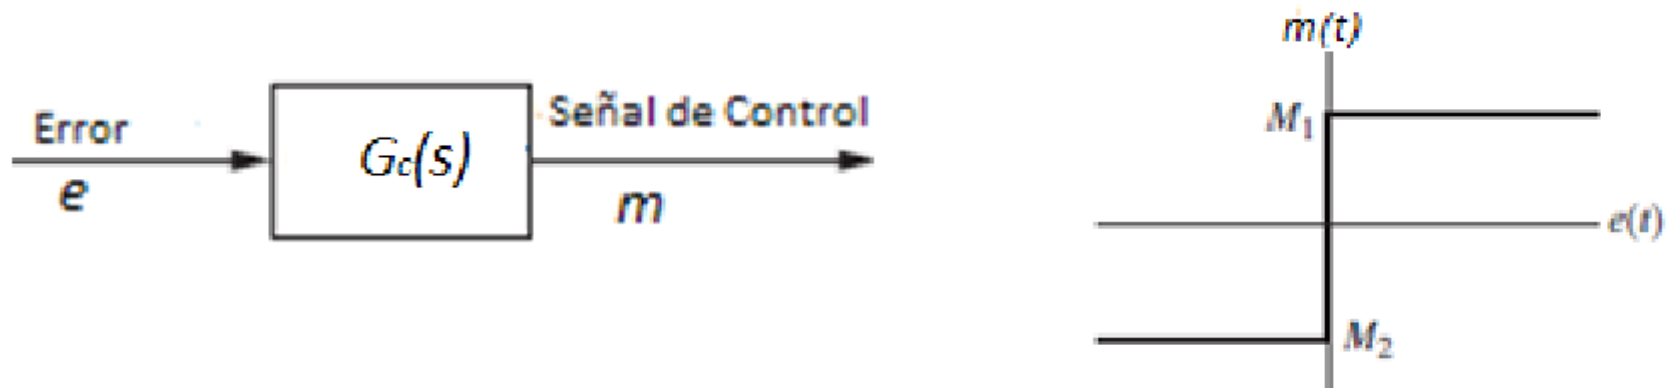 Error
e
Gc(s)
Señal de Control
m
m(t)
M1
e(t)
M2